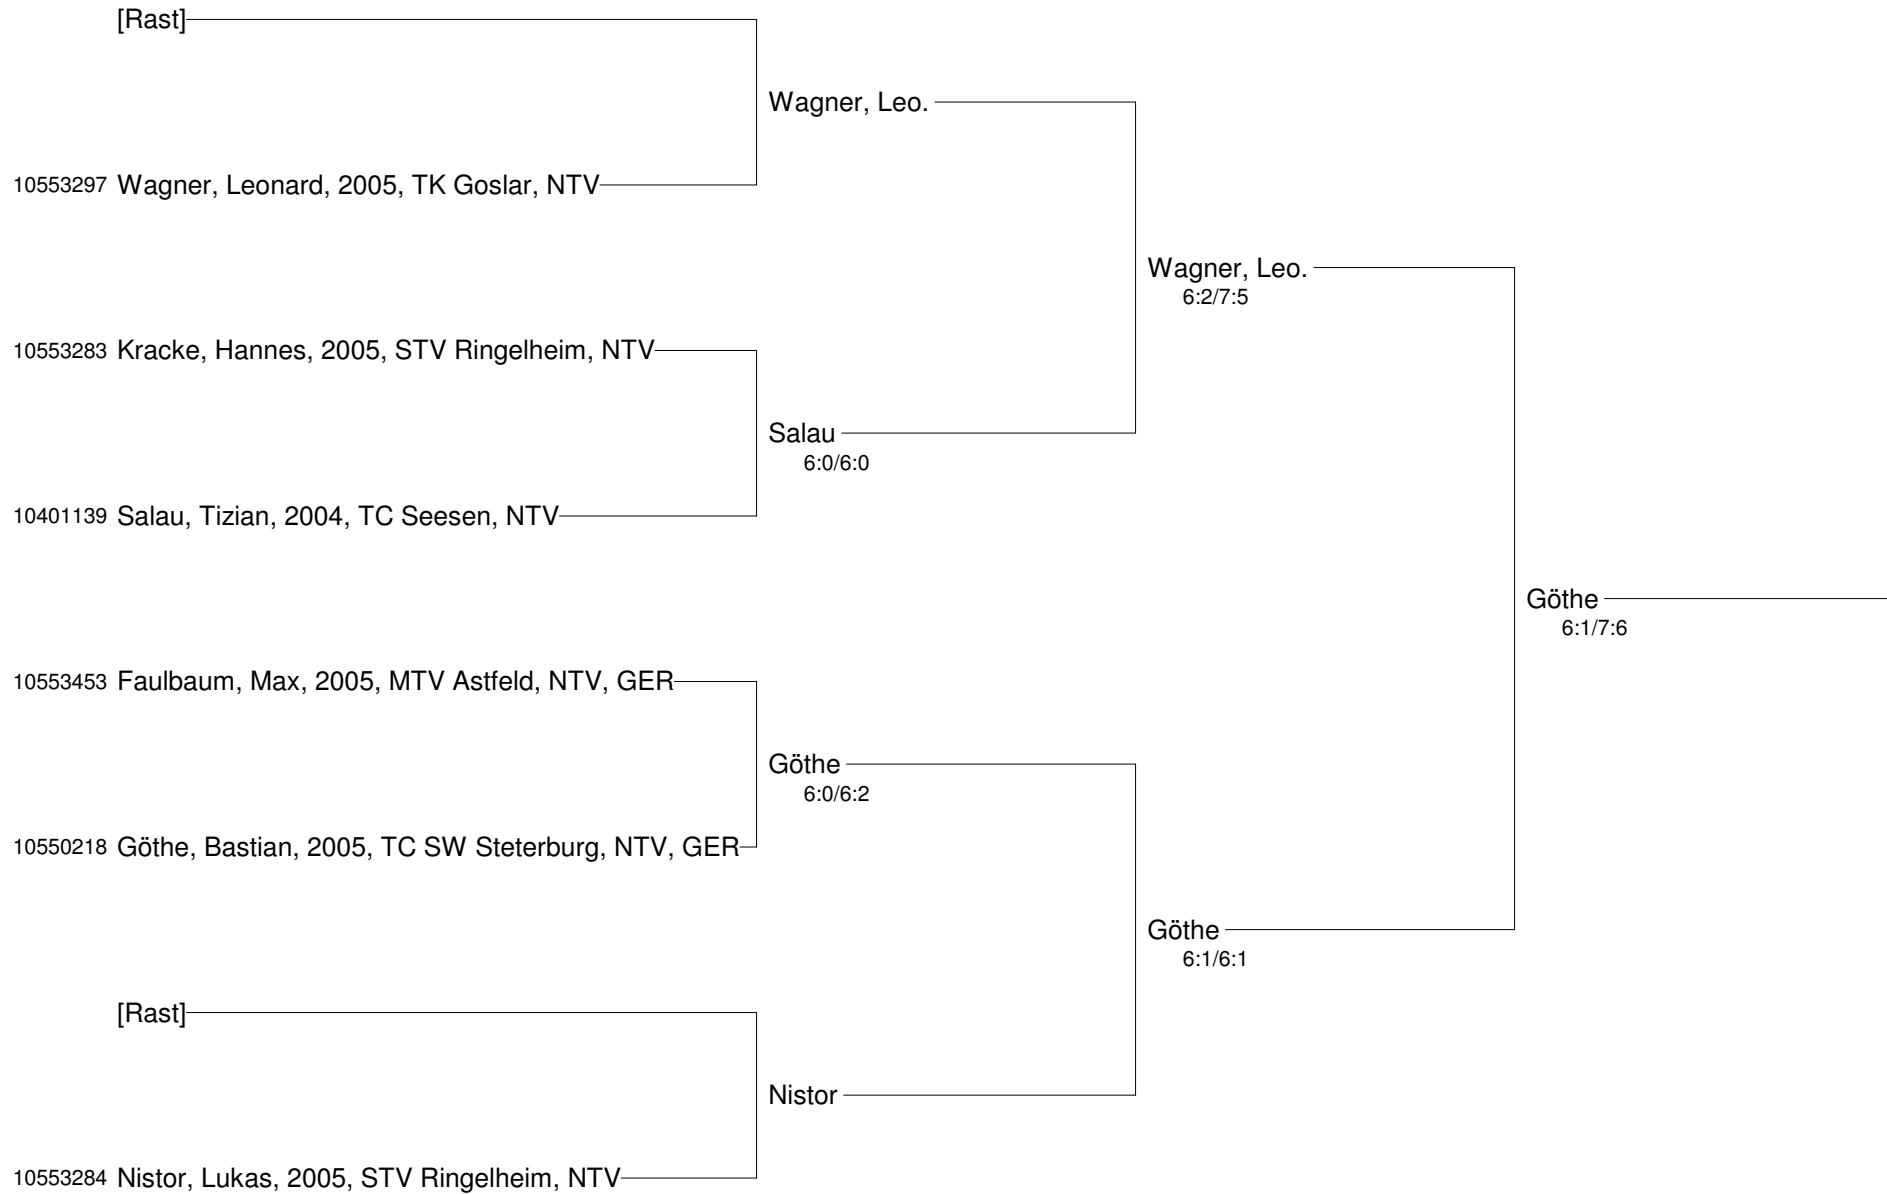 [Rast]
Wagner, Leo.
10553297 Wagner, Leonard, 2005, TK Goslar, NTV
Wagner, Leo.
6:2/7:5
10553283 Kracke, Hannes, 2005, STV Ringelheim, NTV
Salau
6:0/6:0
10401139 Salau, Tizian, 2004, TC Seesen, NTV
Göthe
6:1/7:6
10553453 Faulbaum, Max, 2005, MTV Astfeld, NTV, GER
Göthe
6:0/6:2
10550218 Göthe, Bastian, 2005, TC SW Steterburg, NTV, GER
Göthe
6:1/6:1
[Rast]
Nistor
10553284 Nistor, Lukas, 2005, STV Ringelheim, NTV